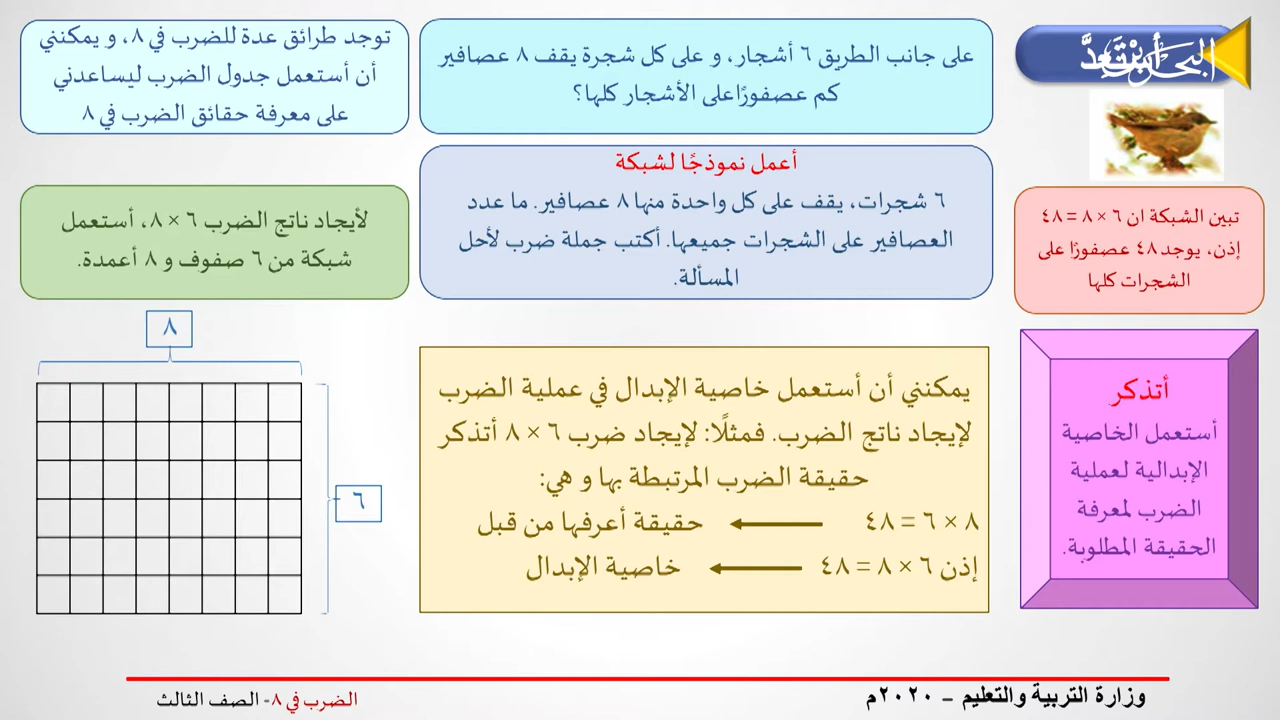 أَبْتَعِدُّ
على جانب الطريق ٦ أشجار، و على كل شجرة يقف ٨ عصافير
كم عصفورًاعلى الأشجار كلها؟
توجد طرائق عدة للضرب في ٨، و يمكنني
أن أستعمل جدول الضرب ليساعدني
على معرفة حقائق الضرب في ٨
أعمل نموذجًا لشبكة
٦ شجرات، يقف على كل واحدة منها ٨ عصافير. ما عدد
العصافير على الشجرات جميعها. أكتب جملة ضرب لأحل
المسألة.
لأيجاد ناتج الضرب ٦ × ٨، أستعمل
شبكة من ٦ صفوف و ٨ أعمدة.
تبين الشبكة ان ٦ × ٨ = ٤٨
إذن، يوجد ٤٨ عصفورًا على
الشجرات كلها
٨
٦
يمكنني أن أستعمل خاصية الإبدال في عملية الضرب
لإيجاد ناتج الضرب. فمثلًا: لإيجاد ضرب ٦ × ٨ أتذكر
حقيقة الضرب المرتبطة بها و هي:
٨ × ٦ = ٤٨ حقيقة أعرفها من قبل
إذن ٦ × ٨ = ٤٨ خاصية الإبدال
أتذكر
أستعمل الخاصية
الإبدالية لعملية
الضرب لمعرفة
الحقيقة المطلوبة.
وزارة التربية والتعليم – ٢٠٢٠م
الضرب في ٨- الصف الثالث